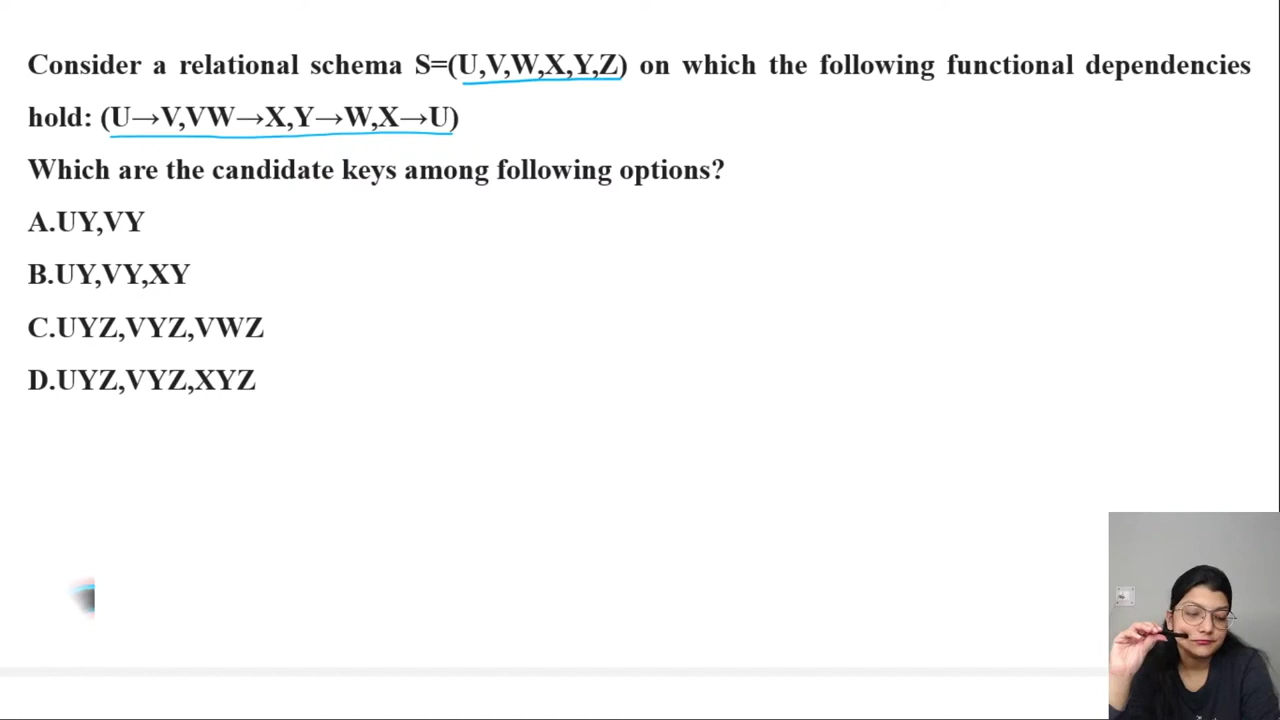 Consider a relational schema S=(U,V,W,X,Y,Z) on which the following functional dependencies
hold: (U→V,VW→X,Y→W,X→U)
Which are the candidate keys among following options?
A.UY,VY
B.UY,VY,XY
C.UYZ,VYZ,VWZ
D.UYZ,VYZ,XYZ